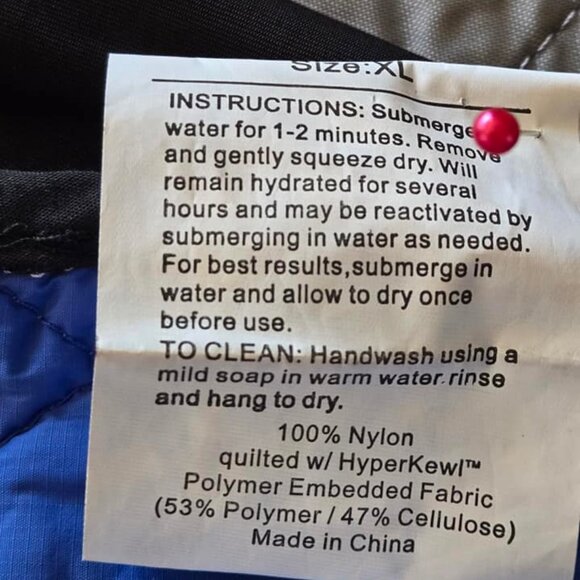 Size:XL
INSTRUCTIONS: Submerge
water for 1-2 minutes. Remove
and gently squeeze dry. Will
remain hydrated for several
hours and may be reactivated by
submerging in water as needed.
For best results,submerge in
water and allow to dry once
before use.
TO CLEAN: Handwash using a
mild soap in warm water.rinse
and hang to dry.
100% Nylon
quilted w/ HyperKewl™
Polymer Embedded Fabric
(53% Polymer / 47% Cellulose)
Made in China